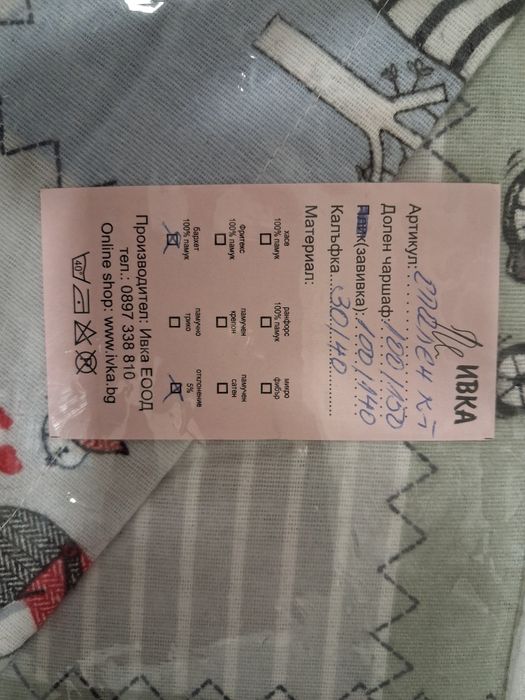 ИВКА
Артикул: спален к-т
Долен чаршаф: 100/150
Плик(завивка): 100/140
Калъфка...30/40
Материал:
хасе 100% памук
ранфорс 100% памук
микро фибър
Фритекс 100% памук
памучен крепон
памучен сатен
бархет 100% памук
памучно трико
отклонение 5%
Производител: Ивка ЕООД
тел.: 0897 338 810
Online shop: www.ivka.bg
40°